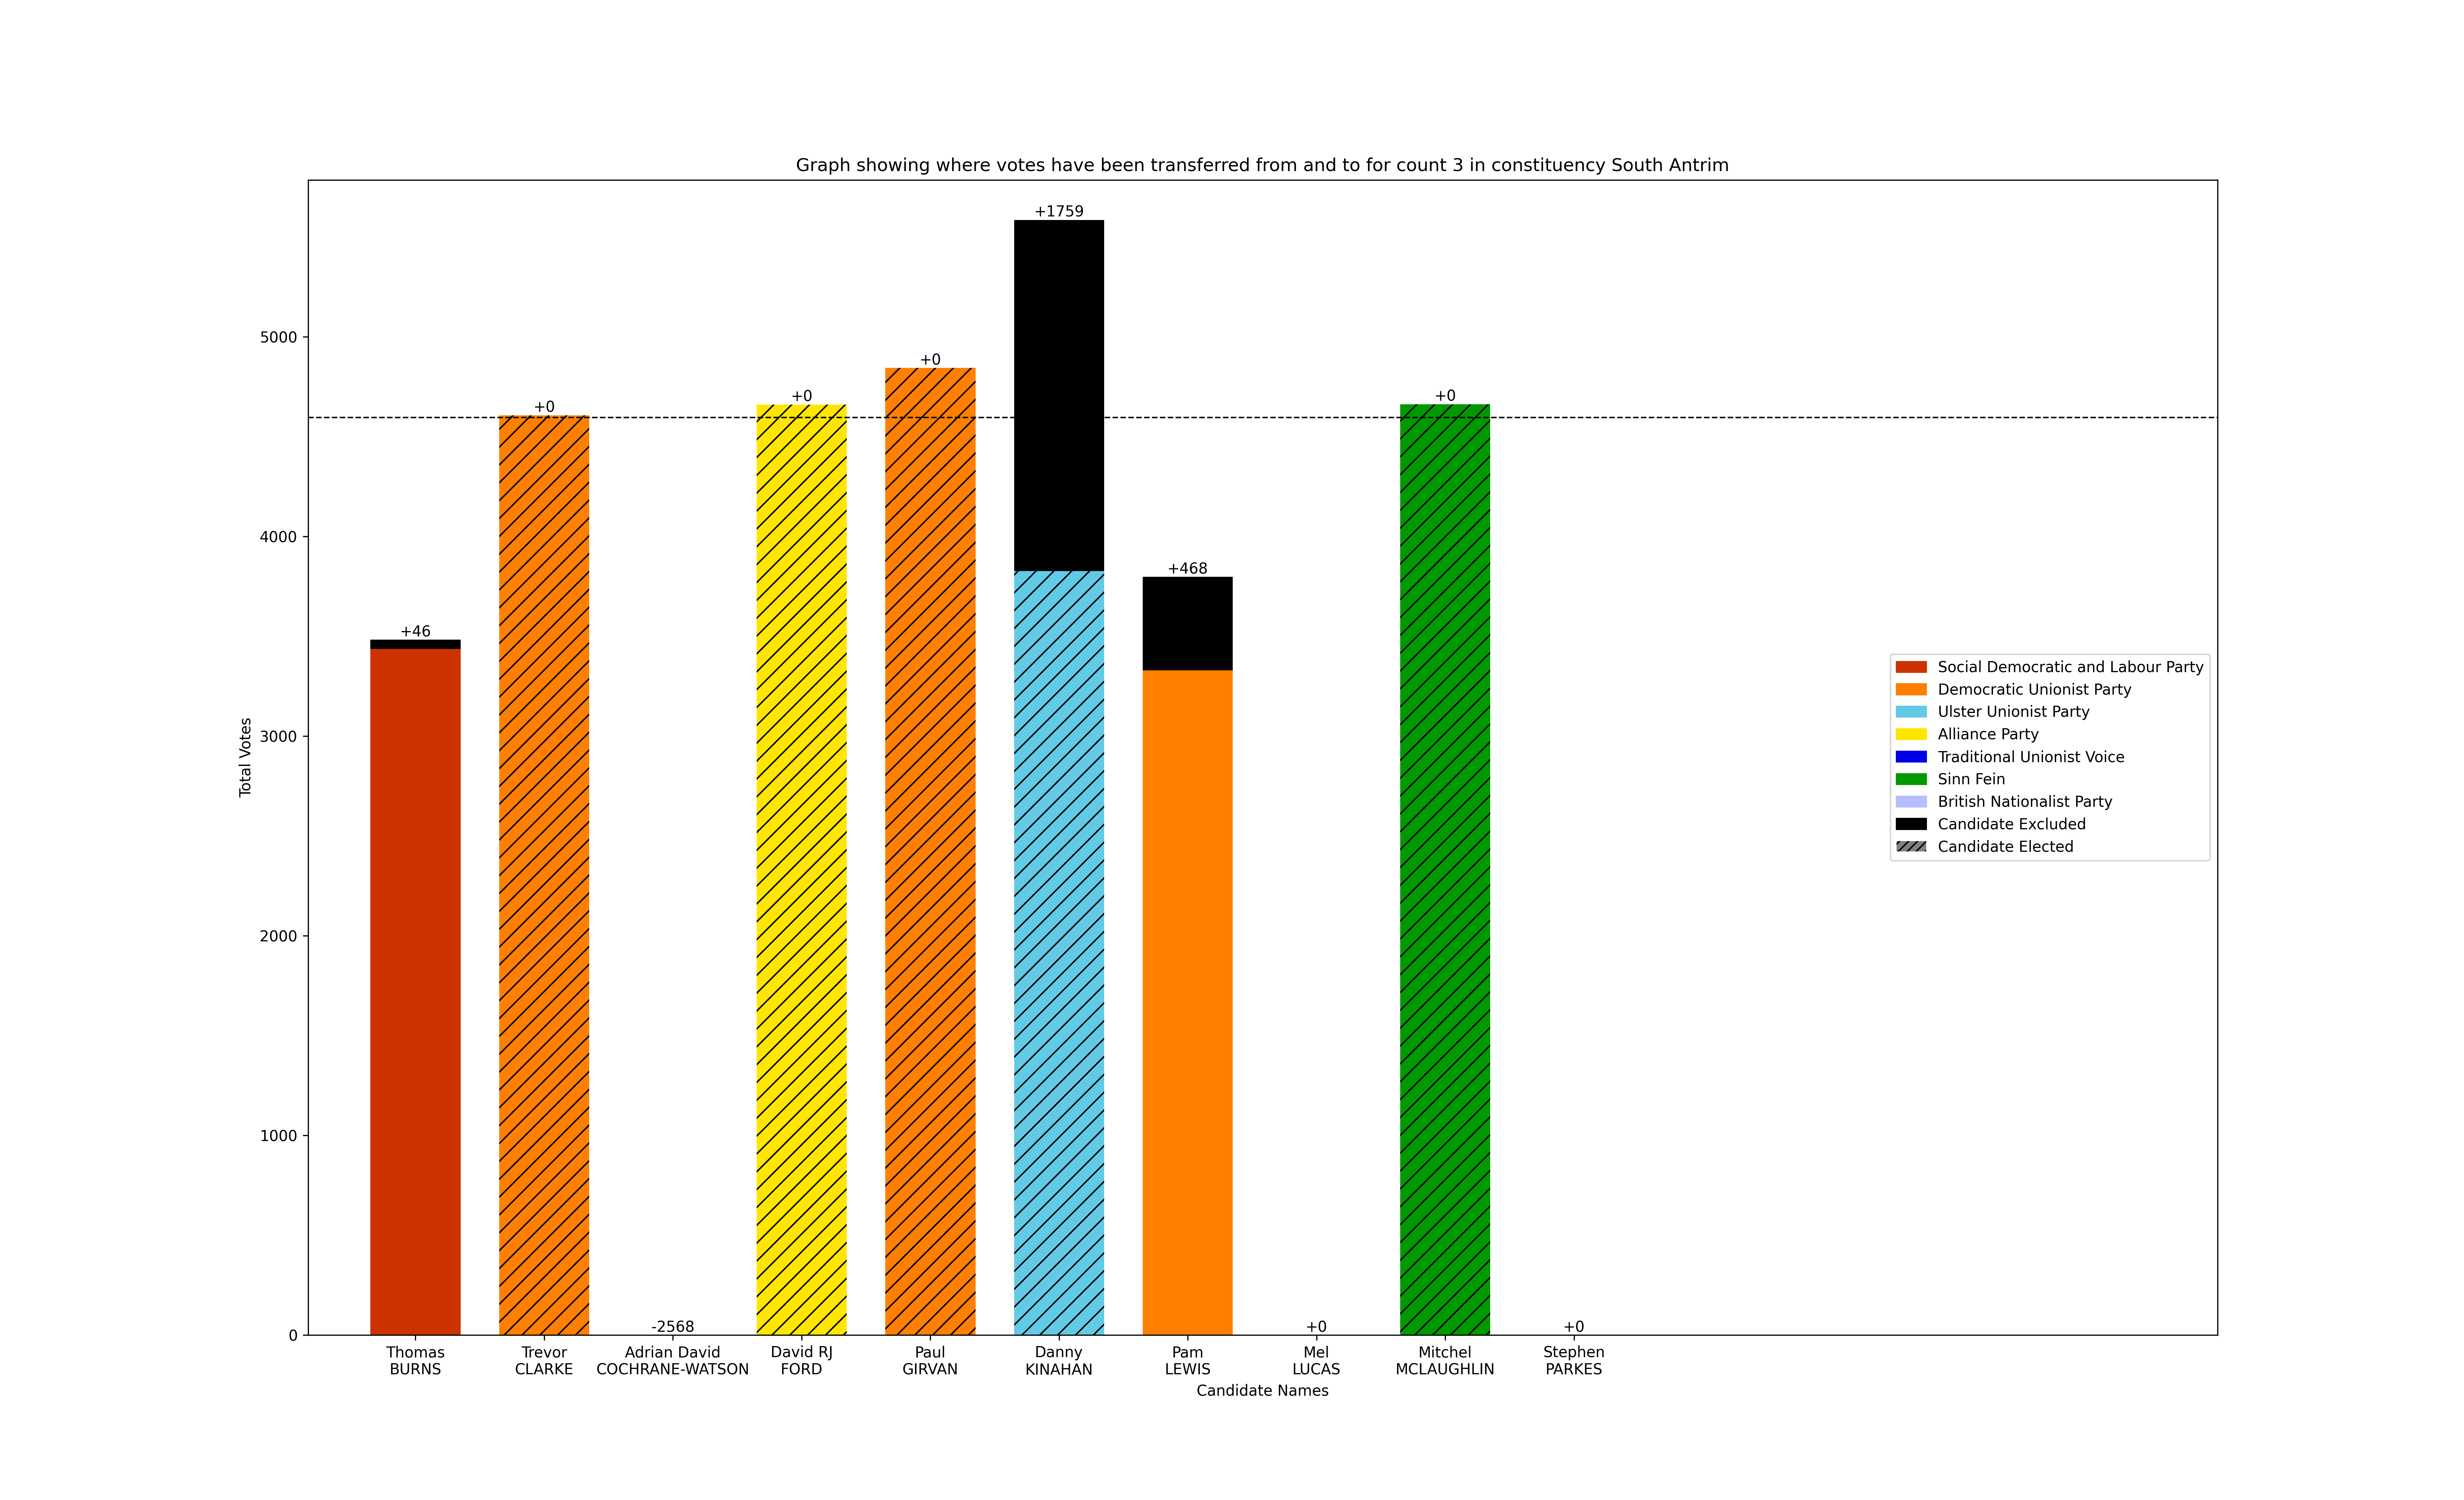 Graph showing where votes have been transferred from and to for count 3 in constituency South Antrim
+1759
5000
+0
+0
+0
+0
4000
+468
+46
Total Votes
3000
2000
1000
0
-2568
+0
+0
Social Democratic and Labour Party
Democratic Unionist Party
Ulster Unionist Party
Alliance Party
Traditional Unionist Voice
Sinn Fein
British Nationalist Party
Candidate Excluded
Candidate Elected
Thomas
BURNS
Trevor
CLARKE
Adrian David
COCHRANE-WATSON
David RJ
FORD
Paul
GIRVAN
Danny
KINAHAN
Pam
LEWIS
Mel
LUCAS
Mitchel
MCLAUGHLIN
Stephen
PARKES
Candidate Names